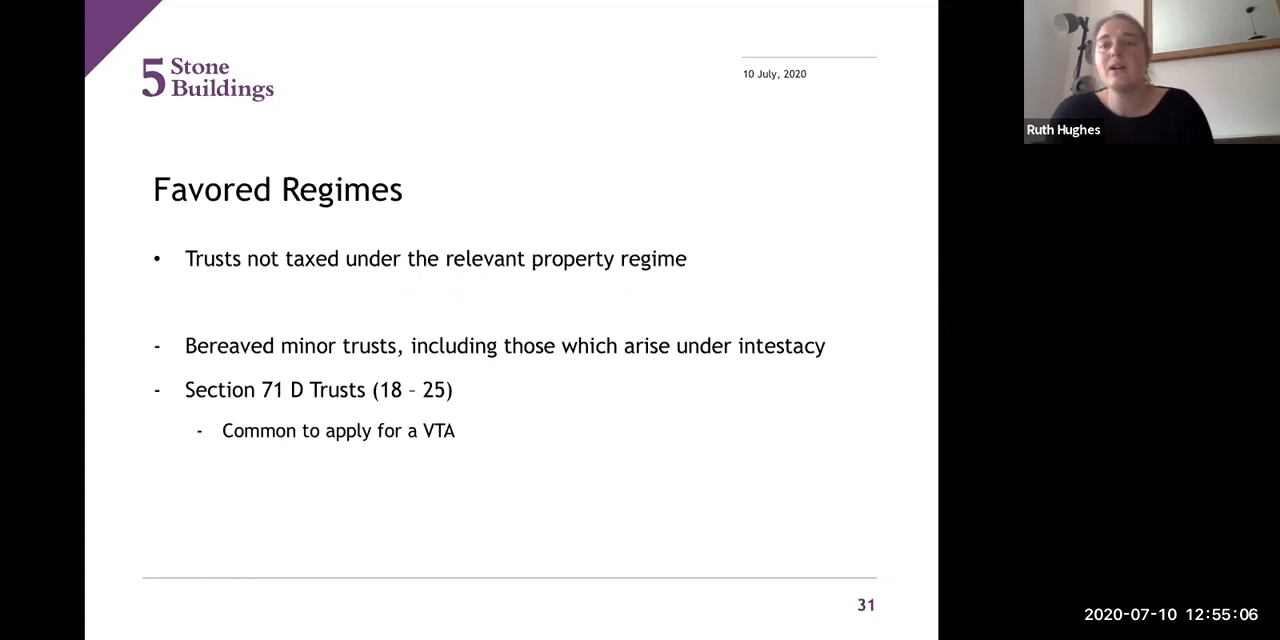 5 Stone
Buildings
10 July, 2020
Ruth Hughes
Favored Regimes
• Trusts not taxed under the relevant property regime
- Bereaved minor trusts, including those which arise under intestacy
- Section 71 D Trusts (18 – 25)
- Common to apply for a VTA
31
2020-07-10 12:55:06